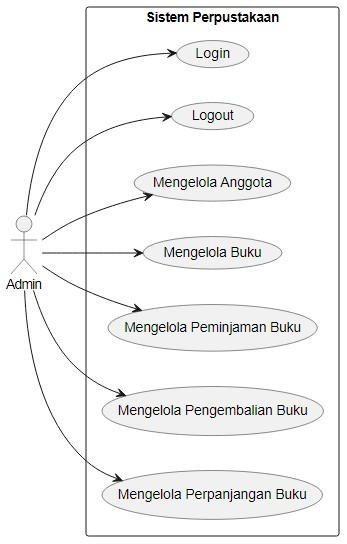 Sistem Perpustakaan
Login
Logout
Mengelola Anggota
Mengelola Buku
Admin
Mengelola Peminjaman Buku
Mengelola Pengembalian Buku
Mengelola Perpanjangan Buku